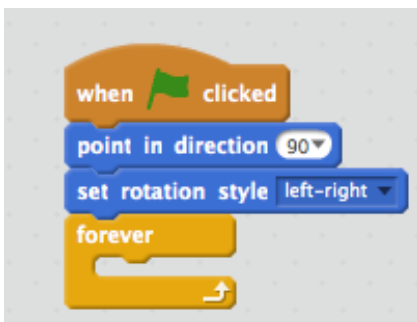 when clicked
point in direction 90
set rotation style left-right
forever